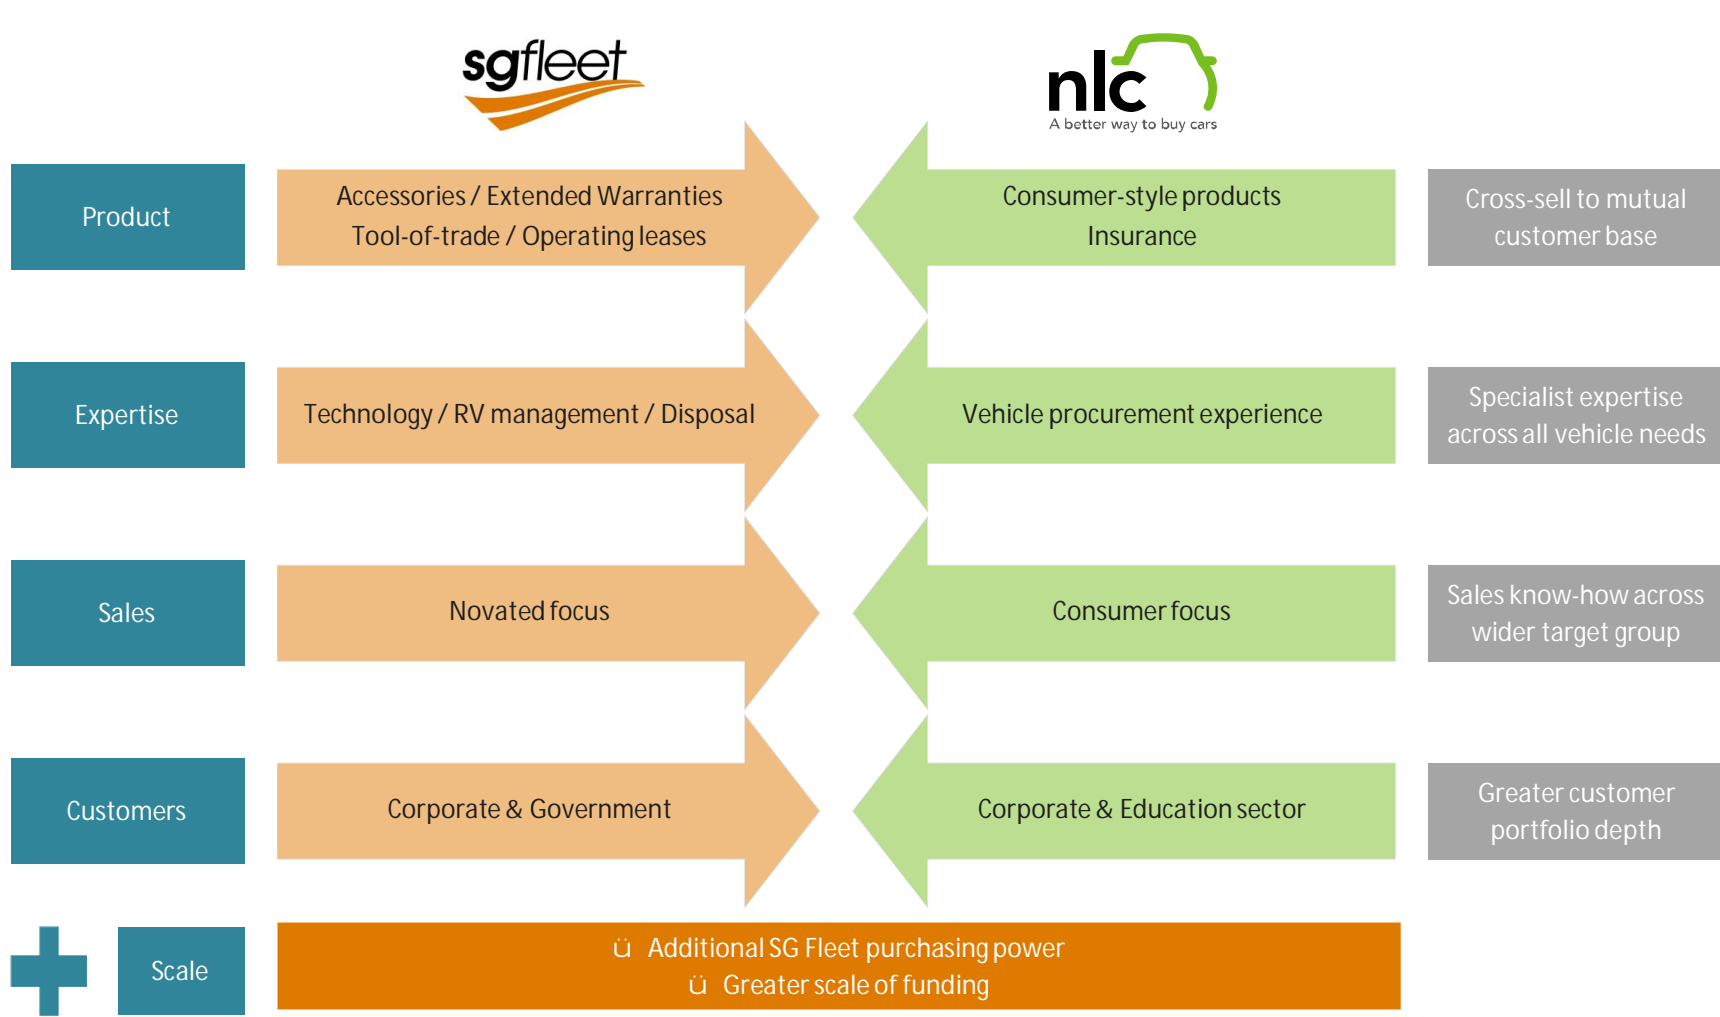 sgfleet
nlc
A better way to buy cars
Product
Accessories / Extended Warranties
Tool-of-trade / Operating leases
Consumer-style products
Insurance
Cross-sell to mutual
customer base
Expertise
Technology / RV management / Disposal
Vehicle procurement experience
Specialist expertise
across all vehicle needs
Sales
Novated focus
Consumer focus
Sales know-how across
wider target group
Customers
Corporate & Government
Corporate & Education sector
Greater customer
portfolio depth
Scale
ü Additional SG Fleet purchasing power
ü Greater scale of funding